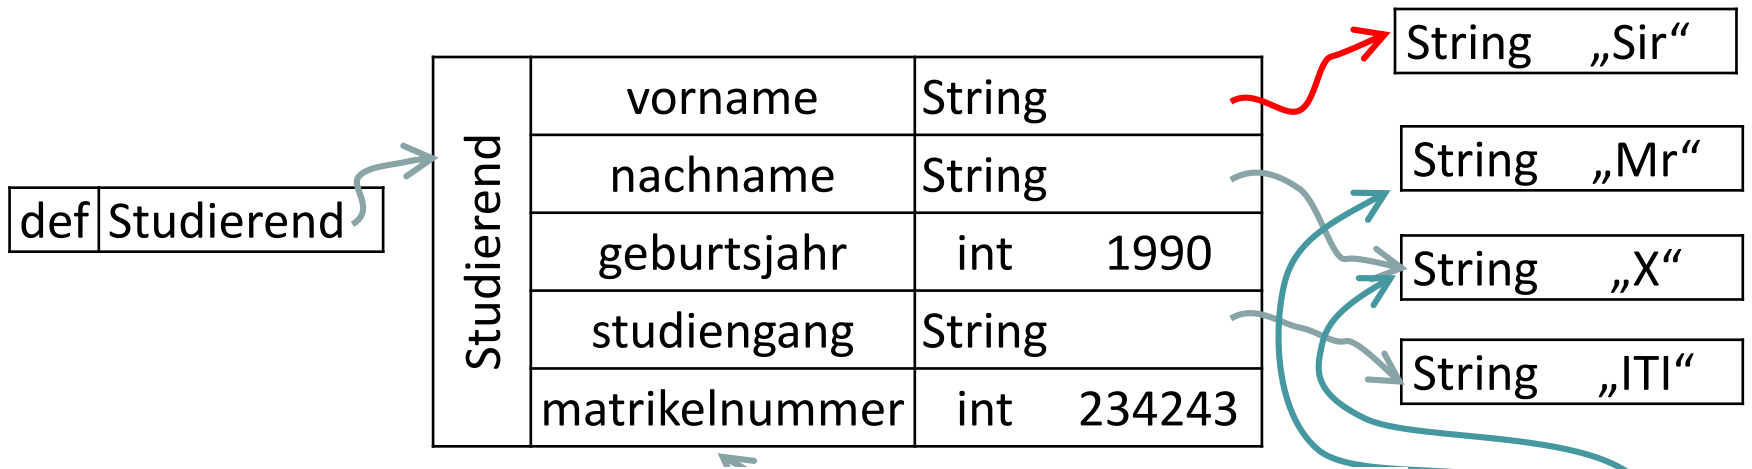 String „Sir“
vorname String
String „Mr“
nachname String
def Studierend
Studierend
geburtsjahr int 1990
String „X“
studiengang String
String „ITI“
matrikelnummer int 234243